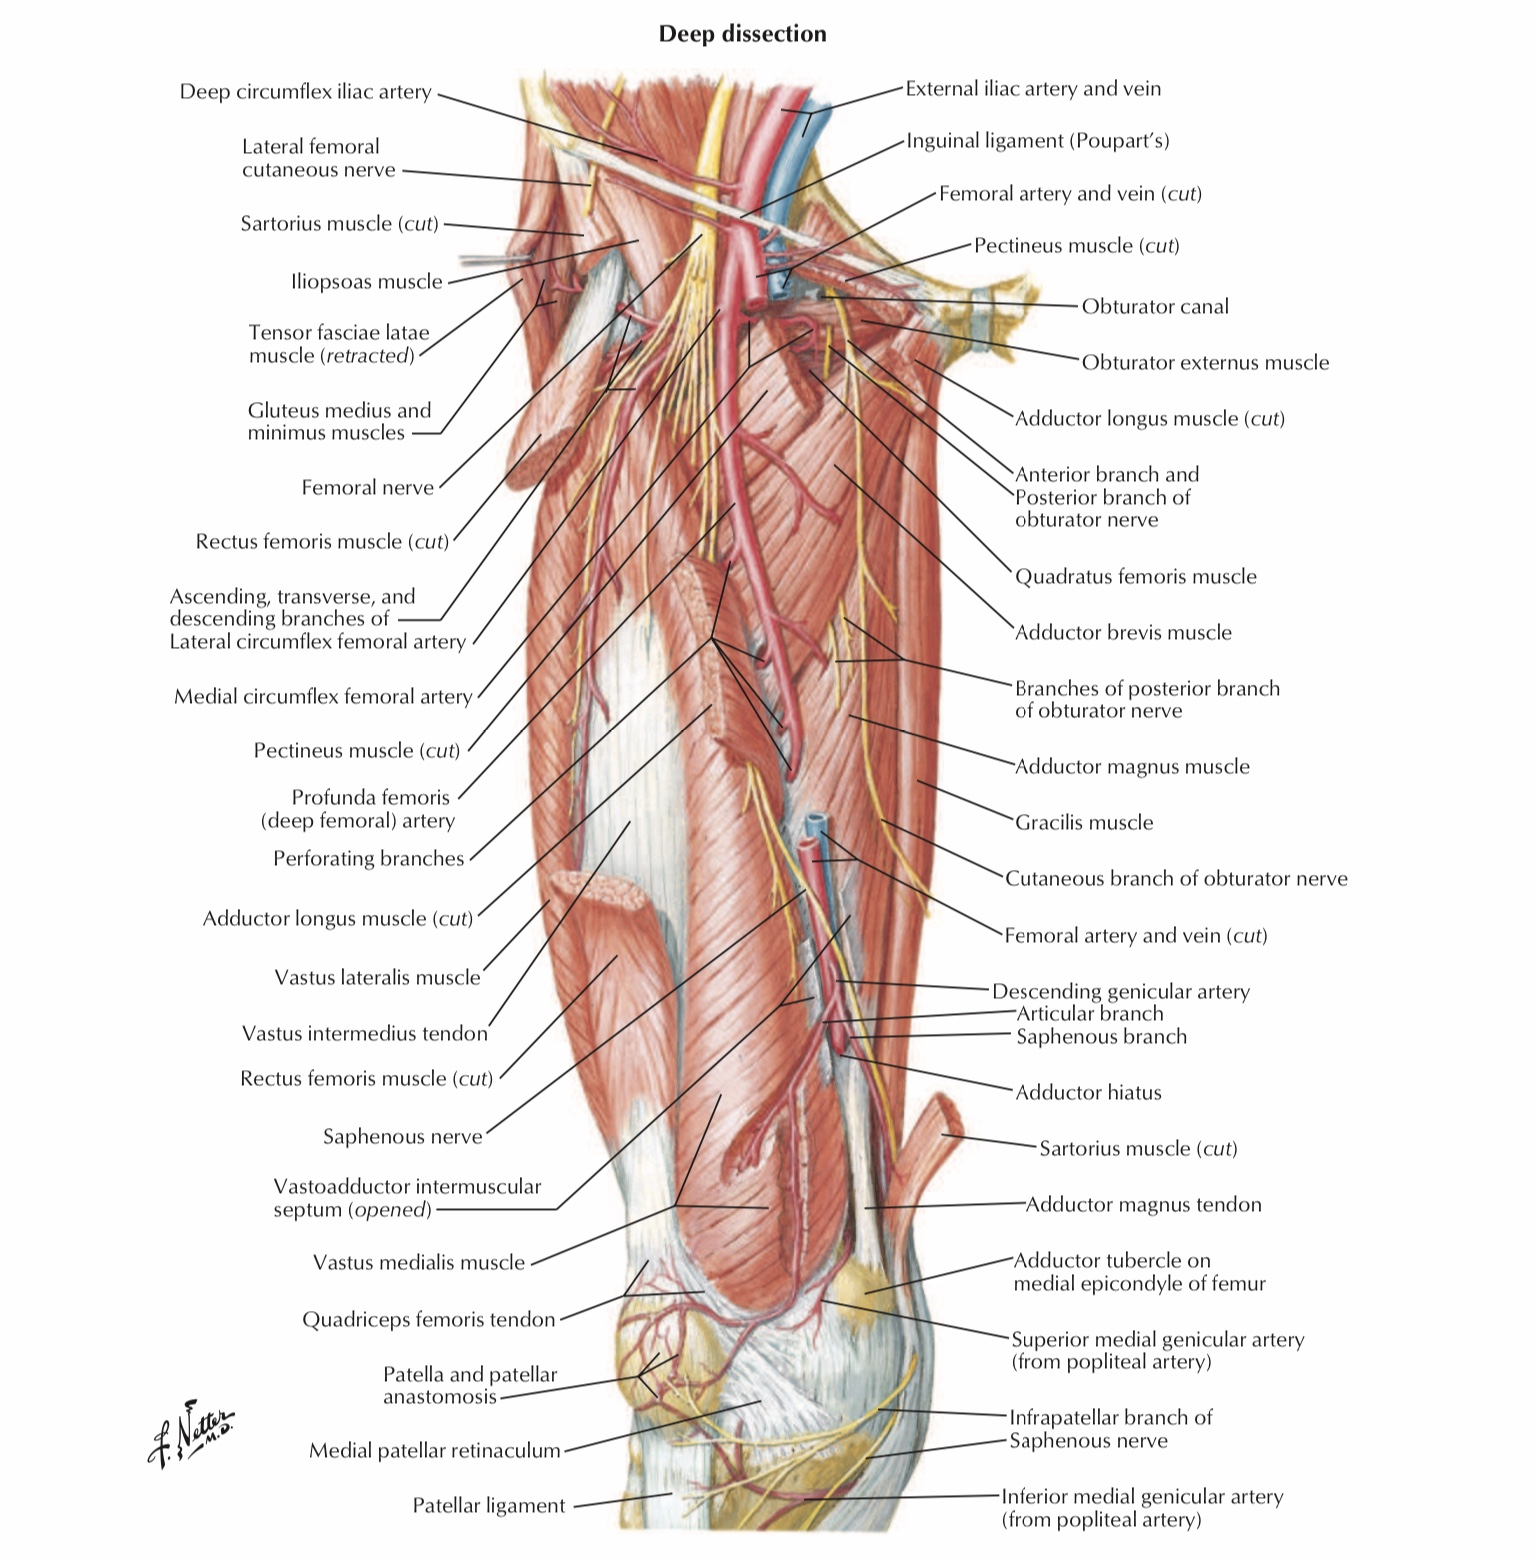 Deep dissection
Deep circumflex iliac artery
Lateral femoral
cutaneous nerve
Sartorius muscle (cut)
Iliopsoas muscle
Tensor fasciae latae
muscle (retracted)
Gluteus medius and
minimus muscles
Femoral nerve
Rectus femoris muscle (cut)
Ascending, transverse, and
descending branches of
Lateral circumflex femoral artery
Medial circumflex femoral artery
Pectineus muscle (cut)
Profunda femoris
(deep femoral) artery
Perforating branches
Adductor longus muscle (cut)
Vastus lateralis muscle
Vastus intermedius tendon
Rectus femoris muscle (cut)
Saphenous nerve
Vastoadductor intermuscular
septum (opened)
Vastus medialis muscle
Quadriceps femoris tendon
Patella and patellar
anastomosis
Medial patellar retinaculum
Patellar ligament
External iliac artery and vein
Inguinal ligament (Poupart's)
Femoral artery and vein (cut)
Pectineus muscle (cut)
Obturator canal
Obturator externus muscle
Adductor longus muscle (cut)
Anterior branch and
Posterior branch of
obturator nerve
Quadratus femoris muscle
Adductor brevis muscle
Branches of posterior branch
of obturator nerve
Adductor magnus muscle
Gracilis muscle
Cutaneous branch of obturator nerve
Femoral artery and vein (cut)
Descending genicular artery
Articular branch
Saphenous branch
Adductor hiatus
Sartorius muscle (cut)
Adductor magnus tendon
Adductor tubercle on
medial epicondyle of femur
Superior medial genicular artery
(from popliteal artery)
Infrapatellar branch of
Saphenous nerve
Inferior medial genicular artery
(from popliteal artery)
F. Netter
M.D.